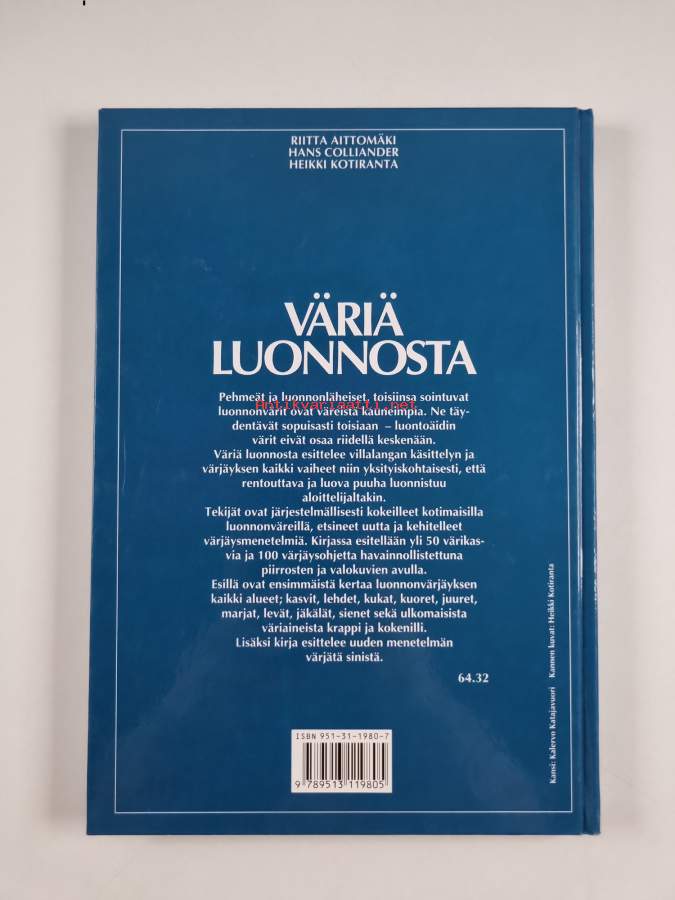 RIITTA AITTOMÄKI
HANS COLLIANDER
HEIKKI KOTIRANTA
VÄRIÄ
LUONNOSTA
Pehmeät ja luonnonläheiset, toisiinsa sointuvat
luonnonvärit ovat väreistä kauneimpia. Ne täy-
dentävät sopuisasti toisiaan – luontoäidin
värit eivät osaa riidellä keskenään.
Väriä luonnosta esittelee villalangan käsittelyn ja
värjäyksen kaikki vaiheet niin yksityiskohtaisesti, että
rentouttava ja luova puuha luonnistuu
aloittelijaltakin.
Tekijät ovat järjestelmällisesti kokeilleet kotimaisilla
luonnonväreillä, etsineet uutta ja kehitelleet
värjäysmenetelmiä. Kirjassa esitellään yli 50 värikas-
via ja 100 värjäysohjetta havainnollistettuna
piirrosten ja valokuvien avulla.
Esillä ovat ensimmäistä kertaa luonnonvärjäyksen
kaikki alueet; kasvit, lehdet, kukat, kuoret, juuret,
marjat, levät, jäkälät, sienet sekä ulkomaisista
väriaineista krappi ja kokenilli.
Lisäksi kirja esittelee uuden menetelmän
värjätä sinistä.
64.32
ISBN 951-31-1980-7
9 789513 119805
Kansi: Kalervo Katajavuori Kannen kuvat: Heikki Kotiranta
Antikvariaatti.net